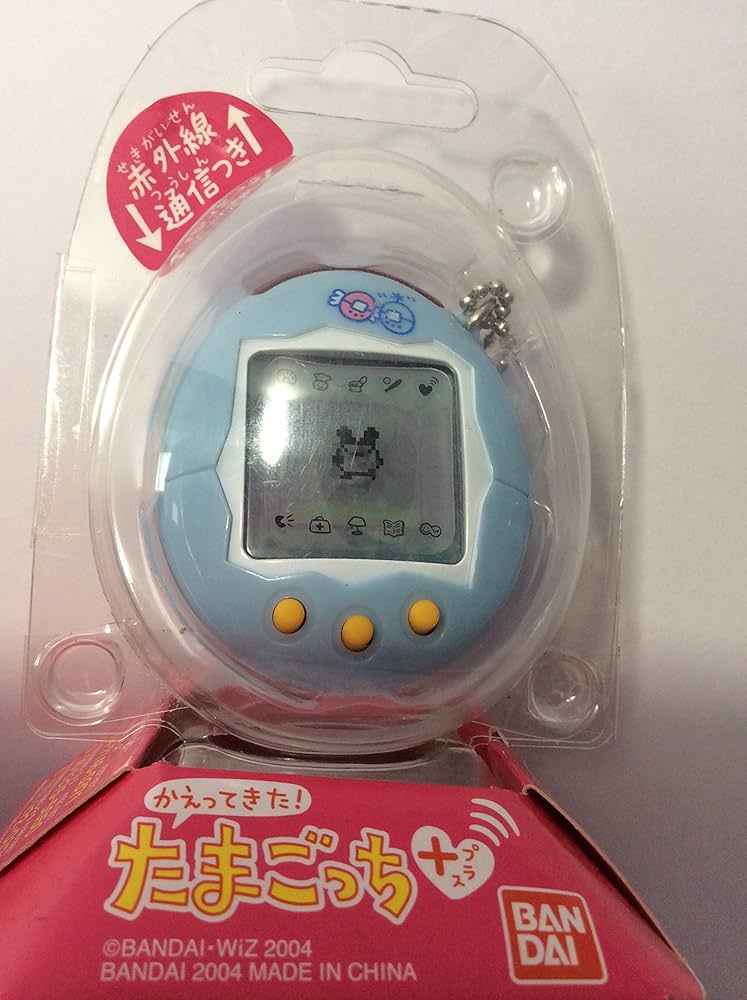 せきがいせん
赤外線
つうしん
通信つき
かえってきた!
たまごっち+
プラス
BAN
DAI
©BANDAI・WiZ 2004
BANDAI 2004 MADE IN CHINA